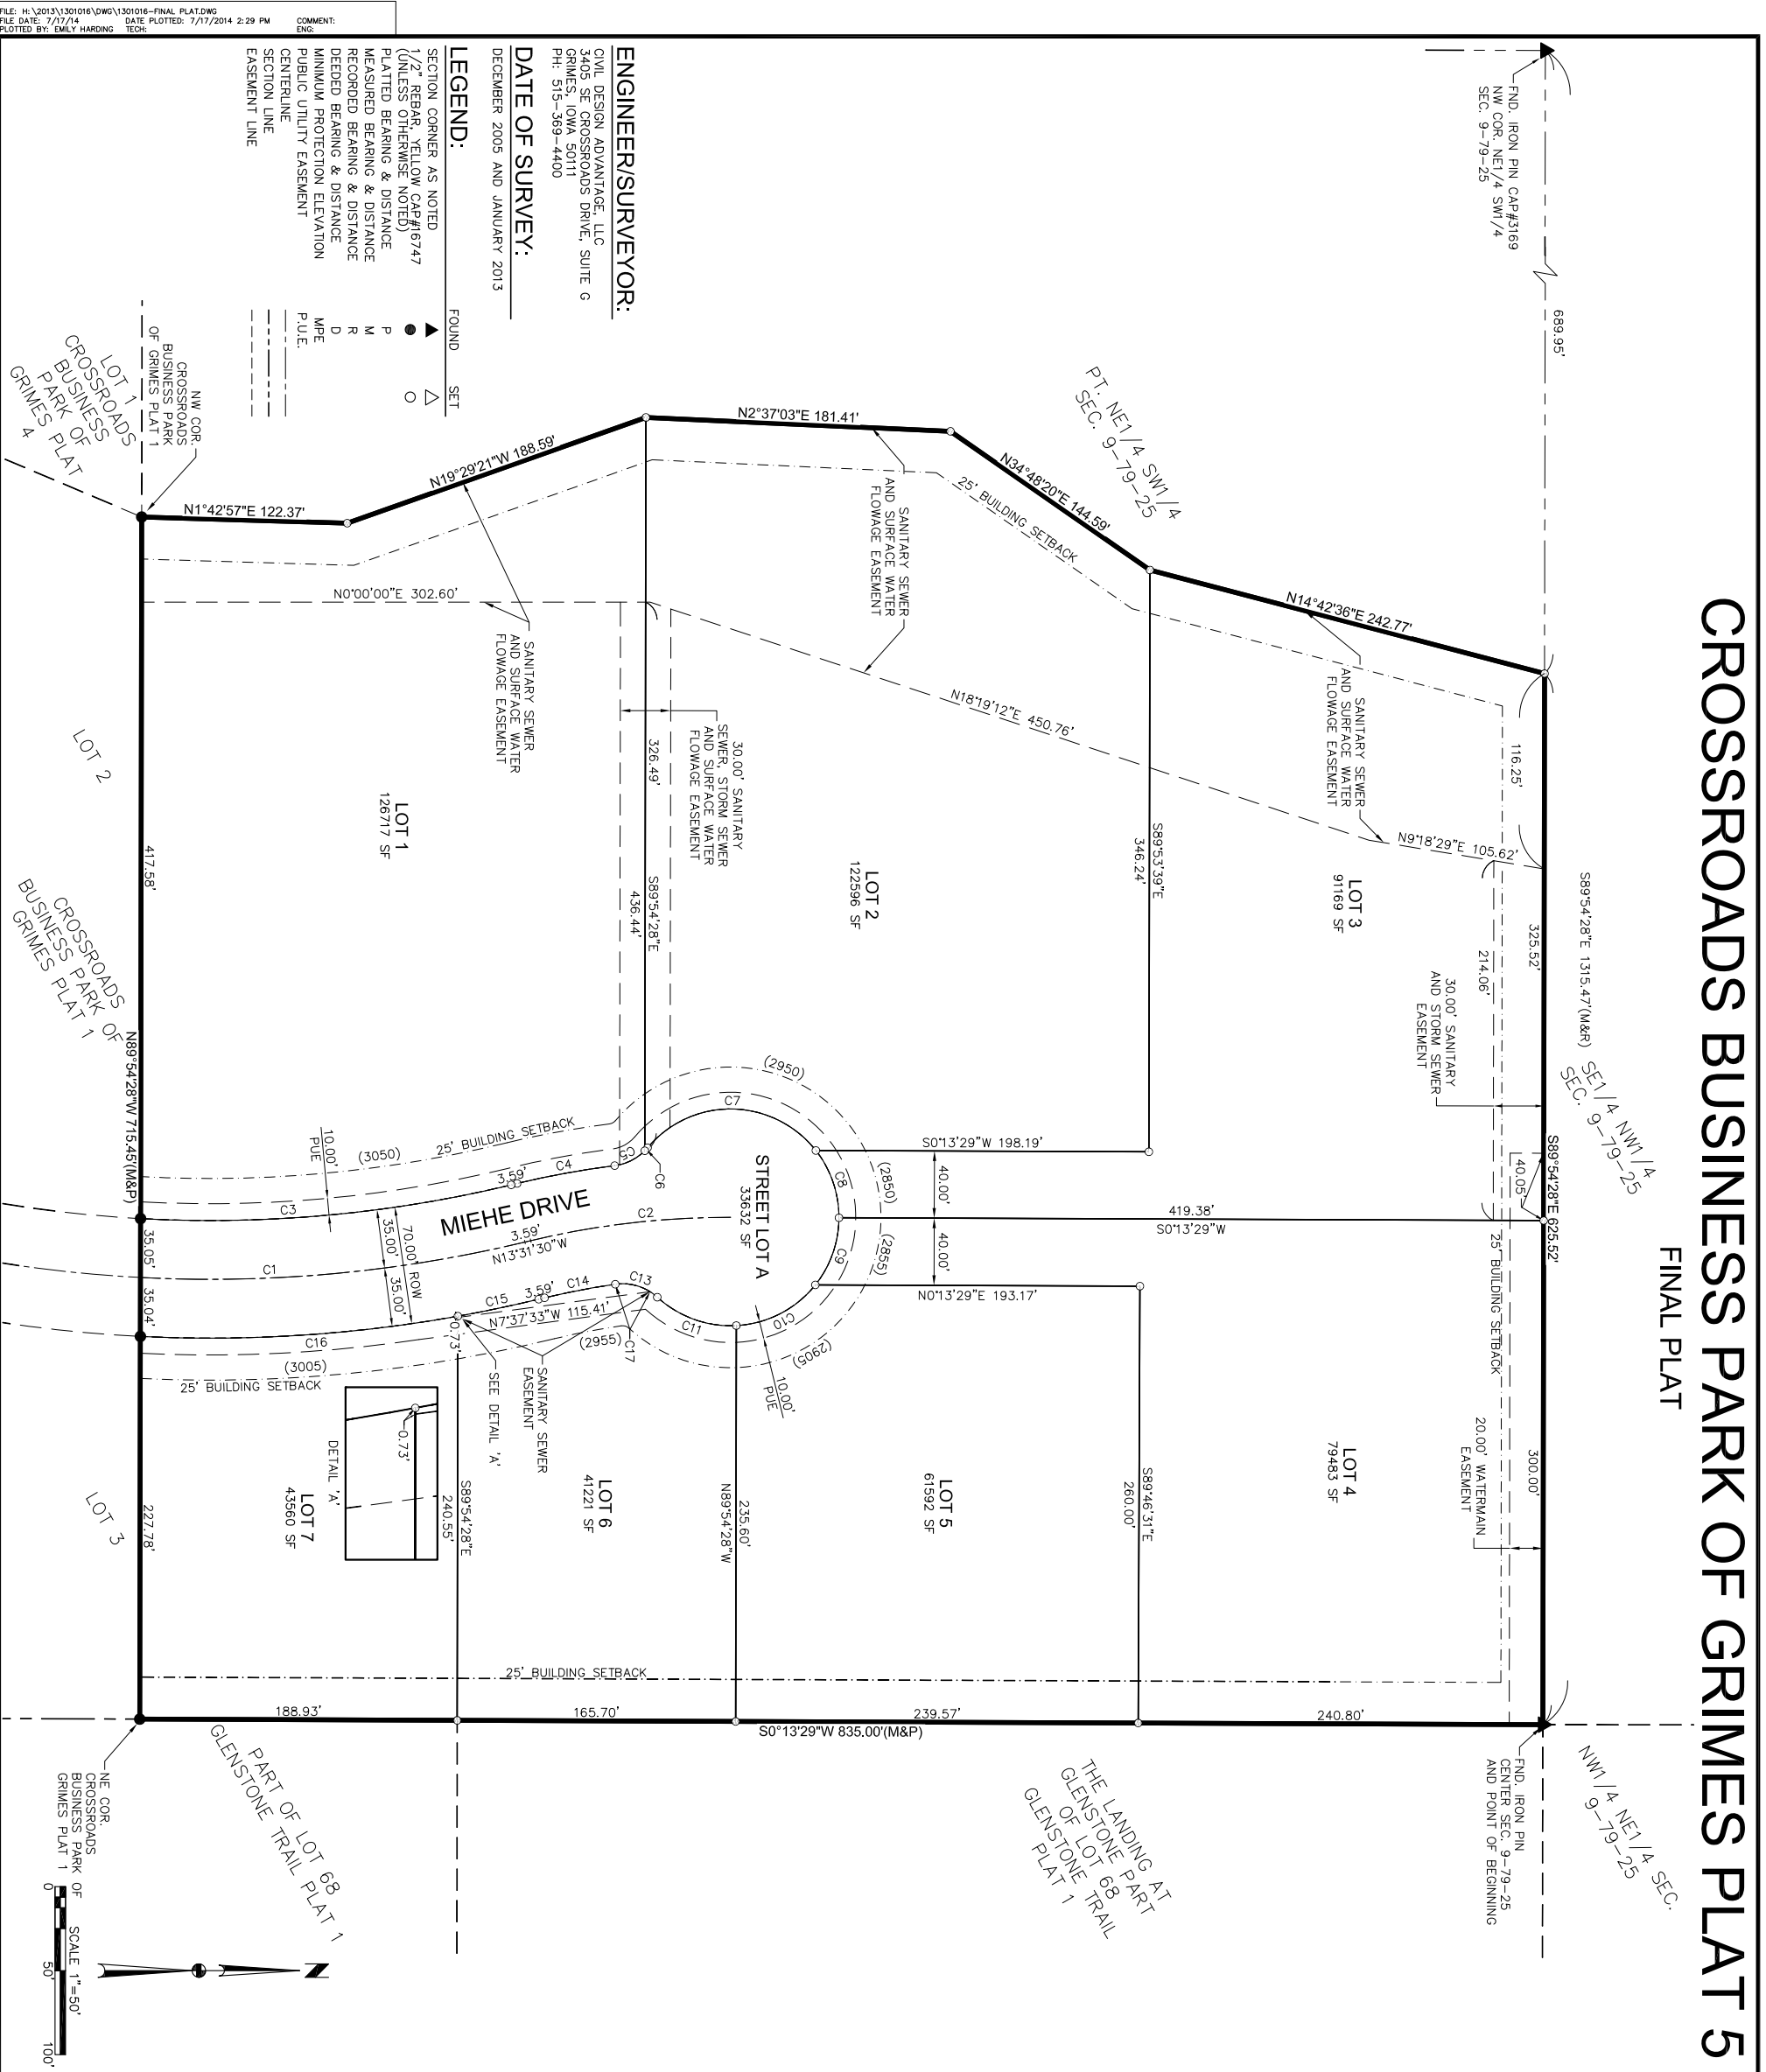 FILE: H:\2013\1301016\DWG\1301016-FINAL PLAT.DWG
FILE DATE: 7/17/14 DATE PLOTTED: 7/17/2014 2:29 PM COMMENT:
PLOTTED BY: EMILY HARDING TECH: ENG:
CROSSROADS BUSINESS PARK OF GRIMES PLAT 5
FINAL PLAT
FND. IRON PIN CAP#3169
NW COR. NE1/4 SW1/4
SEC. 9-79-25
689.95'
S89°54'28"E 1315.47'(M&R)
SE1/4 NW1/4
SEC. 9-79-25
NW1/4 NE1/4 SEC.
9-79-25
FND. IRON PIN
CENTER SEC. 9-79-25
AND POINT OF BEGINNING
116.25'
325.52'
S89°54'28"E 625.52'
40.05'
300.00'
214.06'
30.00' SANITARY
AND STORM SEWER
EASEMENT
25' BUILDING SETBACK
20.00' WATERMAIN
EASEMENT
ENGINEER/SURVEYOR:
CIVIL DESIGN ADVANTAGE, LLC
3405 SE CROSSROADS DRIVE, SUITE G
GRIMES, IOWA 50111
PH: 515-369-4400
DATE OF SURVEY:
DECEMBER 2005 AND JANUARY 2013
LEGEND:
FOUND SET
SECTION CORNER AS NOTED
1/2" REBAR, YELLOW CAP#16747
(UNLESS OTHERWISE NOTED)
PLATTED BEARING & DISTANCE P
MEASURED BEARING & DISTANCE M
RECORDED BEARING & DISTANCE R
DEEDED BEARING & DISTANCE D
MINIMUM PROTECTION ELEVATION MPE
PUBLIC UTILITY EASEMENT P.U.E.
CENTERLINE
SECTION LINE
EASEMENT LINE
PT. NE1/4 SW1/4
SEC. 9-79-25
N14°42'36"E 242.77'
N34°48'20"E 144.59'
N2°37'03"E 181.41'
N19°29'21"W 188.59'
N1°42'57"E 122.37'
25' BUILDING SETBACK
SANITARY SEWER
AND SURFACE WATER
FLOWAGE EASEMENT
SANITARY SEWER
AND SURFACE WATER
FLOWAGE EASEMENT
SANITARY SEWER
AND SURFACE WATER
FLOWAGE EASEMENT
N9°18'29"E 105.62'
N18°19'12"E 450.76'
N0°00'00"E 302.60'
30.00' SANITARY
SEWER, STORM SEWER
AND SURFACE WATER
FLOWAGE EASEMENT
LOT 3
91169 SF
S89°53'39"E
346.24'
LOT 2
122596 SF
326.49'
S89°54'28"E
436.44'
LOT 1
126717 SF
S0°13'29"W 198.19'
419.38'
S0°13'29"W
N0°13'29"E 193.17'
40.00'
40.00'
LOT 4
79483 SF
S89°46'31"E
260.00'
LOT 5
61592 SF
235.60'
N89°54'28"W
LOT 6
41221 SF
S89°54'28"E
240.55'
LOT 7
43560 SF
STREET LOT A
33632 SF
MIEHE DRIVE
(2950)
(2850)
(2855)
(2905)
(2955)
(3005)
(3050)
C1
C2
C3
C4
C5
C6
C7
C8
C9
C10
C11
C13
C14
C15
C16
C17
3.59'
3.59'
N13°31'30"W
3.59'
N7°37'33"W 115.41'
70.00' ROW
35.00'
35.00'
10.00'
PUE
10.00'
PUE
25' BUILDING SETBACK
25' BUILDING SETBACK
25' BUILDING SETBACK
SANITARY SEWER
EASEMENT
SEE DETAIL 'A'
0.73'
0.73'
DETAIL 'A'
240.80'
239.57'
165.70'
188.93'
S0°13'29"W 835.00'(M&P)
417.58'
N89°54'28"W 715.45'(M&P)
35.05'
35.04'
227.78'
NW COR.
CROSSROADS
BUSINESS PARK
OF GRIMES PLAT 1
LOT 1
CROSSROADS
BUSINESS
PARK OF
GRIMES PLAT
4
LOT 2
CROSSROADS
BUSINESS PARK OF
GRIMES PLAT 1
LOT 3
THE LANDING AT
GLENSTONE PART
OF LOT 68
GLENSTONE TRAIL
PLAT 1
PART OF LOT 68
GLENSTONE TRAIL PLAT 1
NE COR.
CROSSROADS
BUSINESS PARK OF
GRIMES PLAT 1
SCALE 1"=50'
0 50' 100'
N